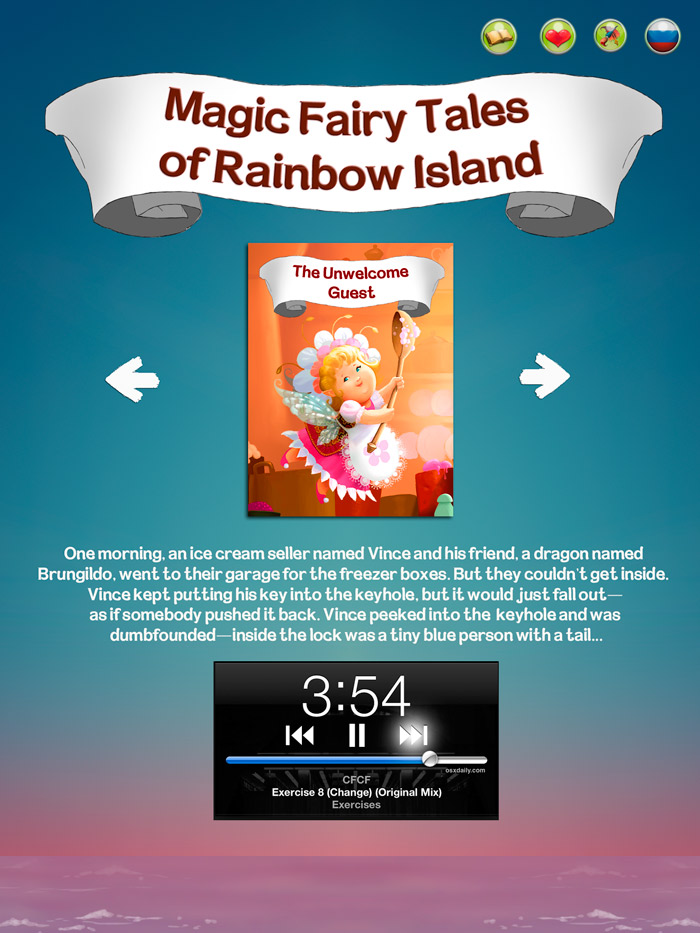 Magic Fairy Tales
of Rainbow Island
The Unwelcome
Guest
One morning, an ice cream seller named Vince and his friend, a dragon named
Brungildo, went to their garage for the freezer boxes. But they couldn't get inside.
Vince kept putting his key into the keyhole, but it would just fall out—
as if somebody pushed it back. Vince peeked into the keyhole and was
dumbfounded—inside the lock was a tiny blue person with a tail...
3:54
osxdaily.com
CFCF
Exercise 8 (Change) (Original Mix)
Exercises